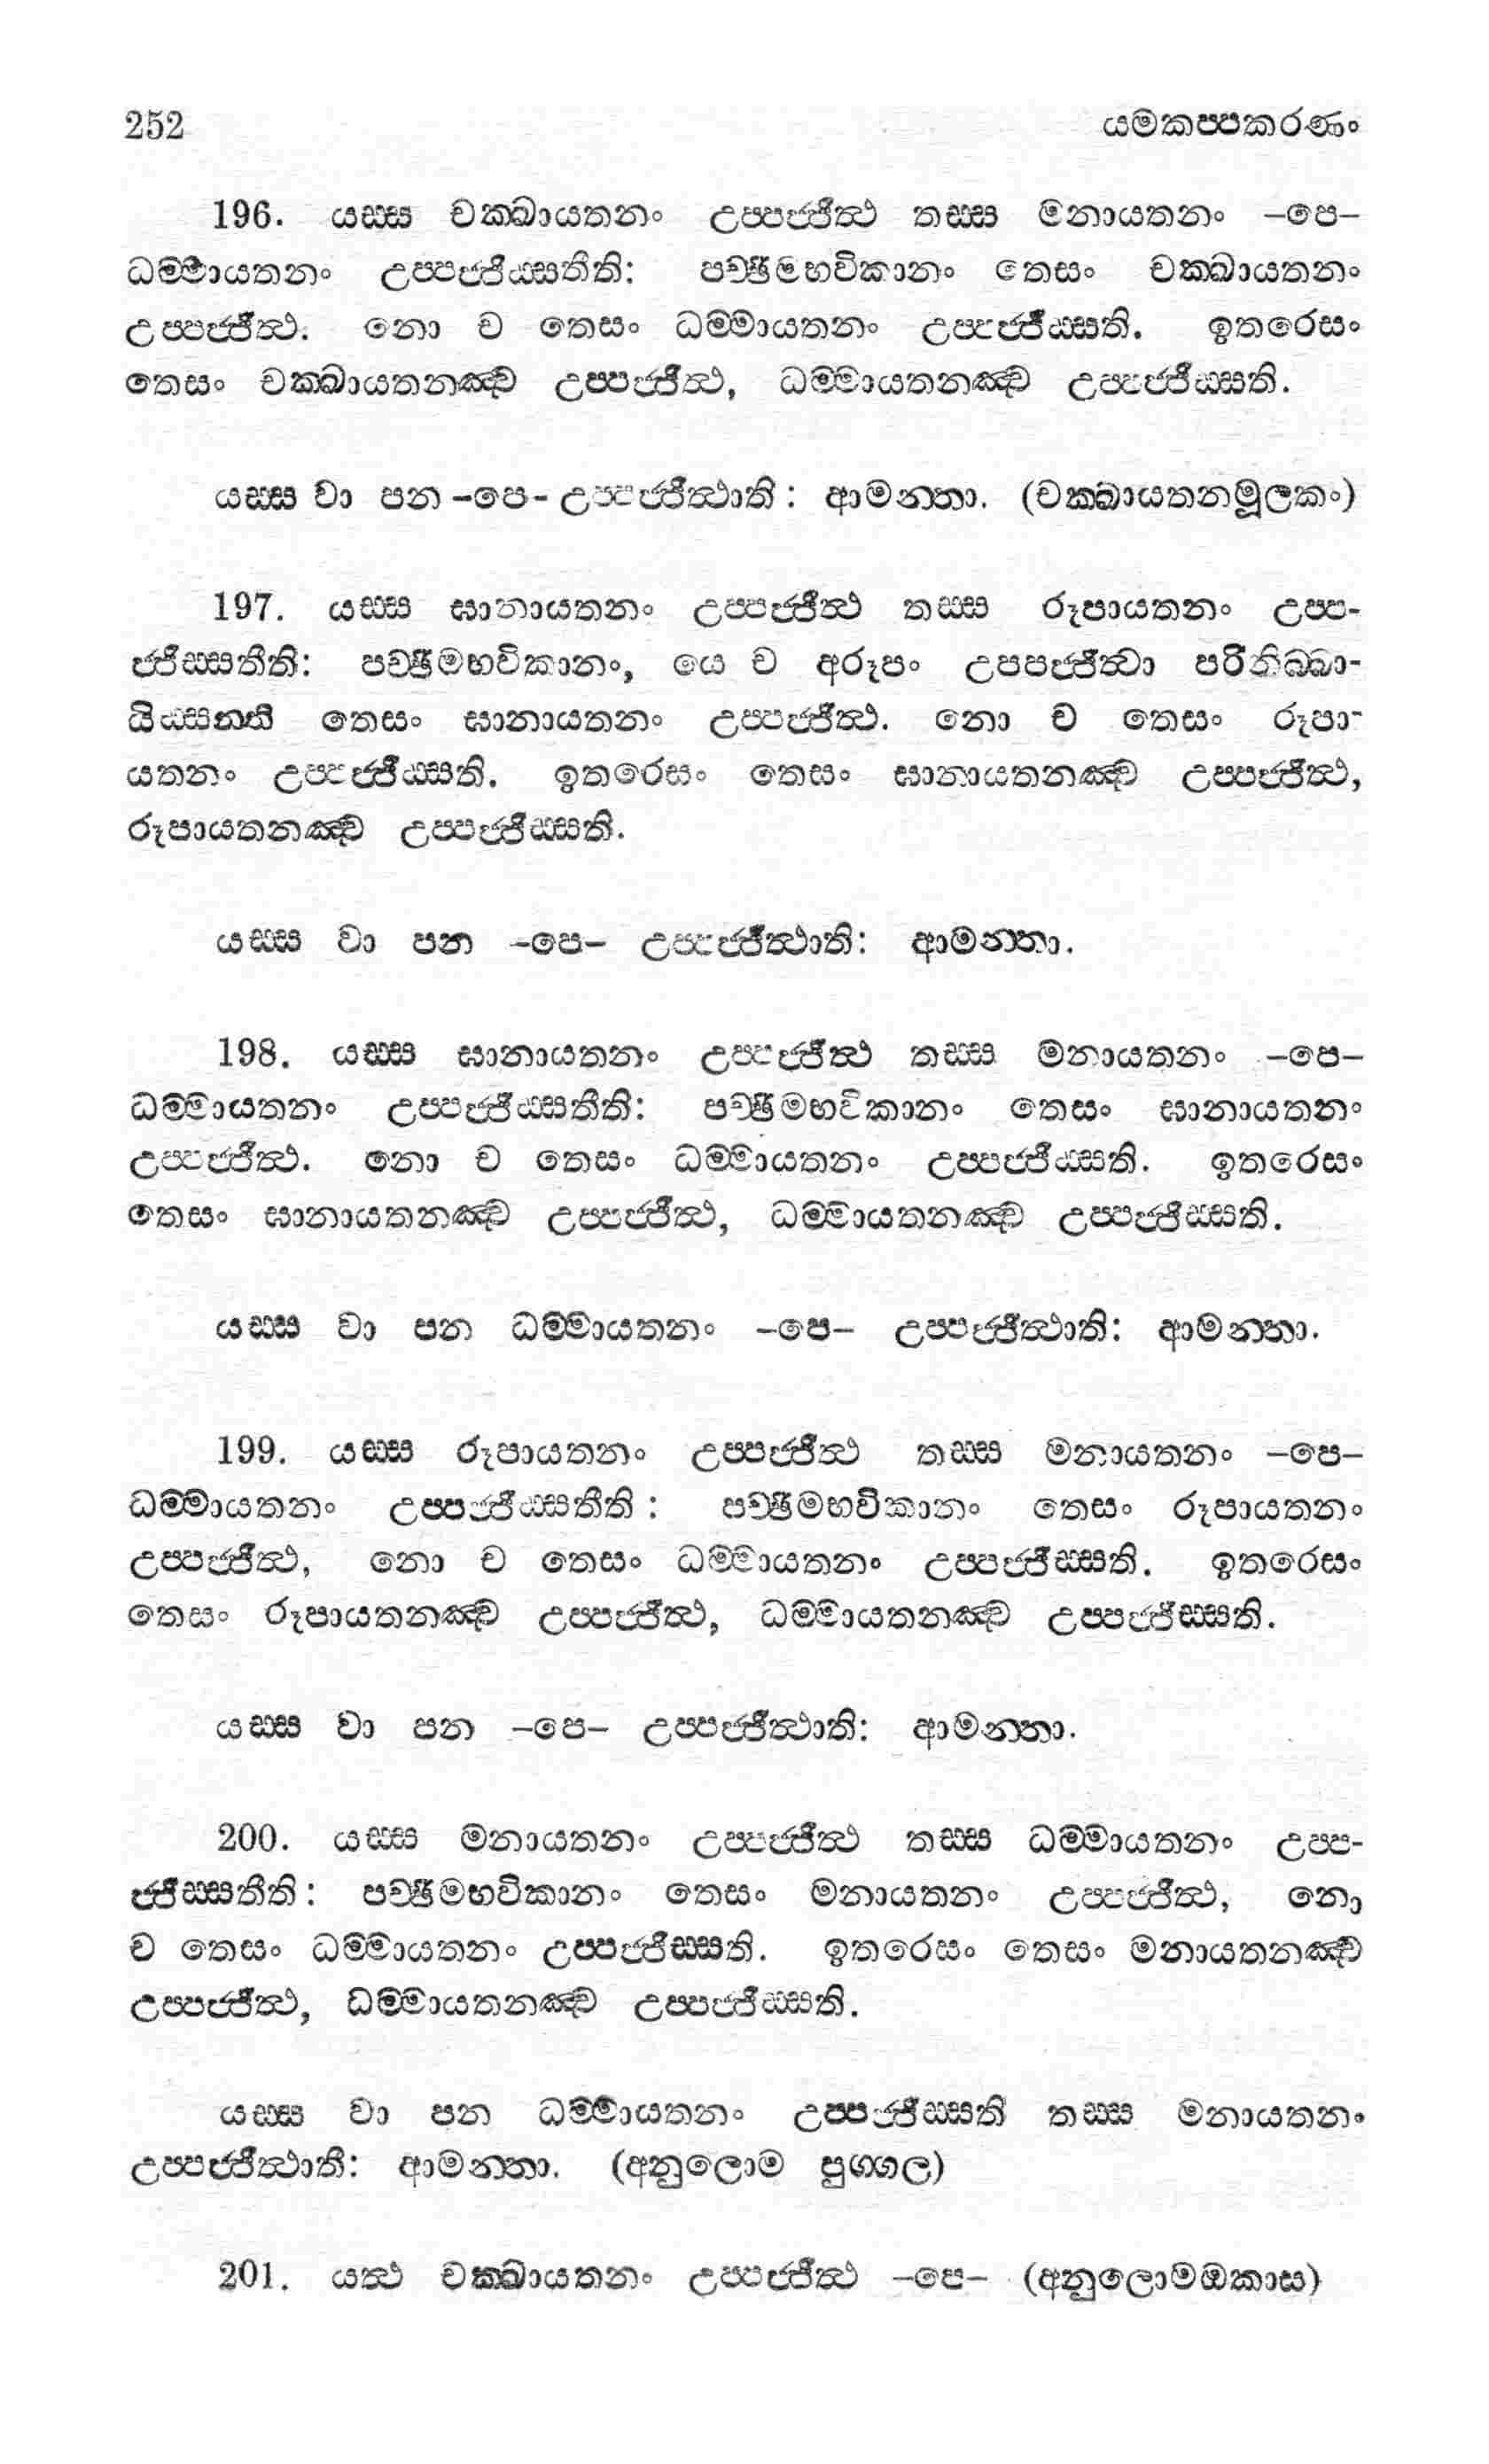 252 යමකප්පකරණං
196. යස්ස චක්ඛායතනං උප්පජ්ජිත්ථ තස්ස මනායතනං –පෙ–
ධම්මායතනං උප්පජ්ජිස්සතීති: පච්ඡිමභවිකානං තෙසං චක්ඛායතනං
උප්පජ්ජිත්ථ. නො ච තෙසං ධම්මායතනං උප්පජ්ජිස්සති. ඉතරෙසං
තෙසං චක්ඛායතනඤ්ච උප්පජ්ජිත්ථ, ධම්මායතනඤ්ච උප්පජ්ජිස්සති.
යස්ස වා පන –පෙ– උප්පජ්ජිත්ථාති: ආමන්තා. (චක්ඛායතනමූලකං)
197. යස්ස ඝානායතනං උප්පජ්ජිත්ථ තස්ස රූපායතනං උප්ප-
ජ්ජිස්සතීති: පච්ඡිමභවිකානං, යෙ ච අරූපං උපපජ්ජිත්වා පරිනිබ්බා-
යිස්සන්ති තෙසං ඝානායතනං උප්පජ්ජිත්ථ. නො ච තෙසං රූපා-
යතනං උප්පජ්ජිස්සති. ඉතරෙසං තෙසං ඝානායතනඤ්ච උප්පජ්ජිත්ථ,
රූපායතනඤ්ච උප්පජ්ජිස්සති.
යස්ස වා පන –පෙ– උප්පජ්ජිත්ථාති: ආමන්තා.
198. යස්ස ඝානායතනං උප්පජ්ජිත්ථ තස්ස මනායතනං –පෙ–
ධම්මායතනං උප්පජ්ජිස්සතීති: පච්ඡිමභවිකානං තෙසං ඝානායතනං
උප්පජ්ජිත්ථ. නො ච තෙසං ධම්මායතනං උප්පජ්ජිස්සති. ඉතරෙසං
තෙසං ඝානායතනඤ්ච උප්පජ්ජිත්ථ, ධම්මායතනඤ්ච උප්පජ්ජිස්සති.
යස්ස වා පන ධම්මායතනං –පෙ– උප්පජ්ජිත්ථාති: ආමන්තා.
199. යස්ස රූපායතනං උප්පජ්ජිත්ථ තස්ස මනායතනං –පෙ–
ධම්මායතනං උප්පජ්ජිස්සතීති: පච්ඡිමභවිකානං තෙසං රූපායතනං
උප්පජ්ජිත්ථ, නො ච තෙසං ධම්මායතනං උප්පජ්ජිස්සති. ඉතරෙසං
තෙසං රූපායතනඤ්ච උප්පජ්ජිත්ථ, ධම්මායතනඤ්ච උප්පජ්ජිස්සති.
යස්ස වා පන –පෙ– උප්පජ්ජිත්ථාති: ආමන්තා.
200. යස්ස මනායතනං උප්පජ්ජිත්ථ තස්ස ධම්මායතනං උප්ප-
ජ්ජිස්සතීති: පච්ඡිමභවිකානං තෙසං මනායතනං උප්පජ්ජිත්ථ, නො
ච තෙසං ධම්මායතනං උප්පජ්ජිස්සති. ඉතරෙසං තෙසං මනායතනඤ්ච
උප්පජ්ජිත්ථ, ධම්මායතනඤ්ච උප්පජ්ජිස්සති.
යස්ස වා පන ධම්මායතනං උප්පජ්ජිස්සති තස්ස මනායතනං
උප්පජ්ජිත්ථාති: ආමන්තා. (අනුලොම පුග්ගල)
201. යත්ථ චක්ඛායතනං උප්පජ්ජිත්ථ –පෙ– (අනුලොමඔකාස)